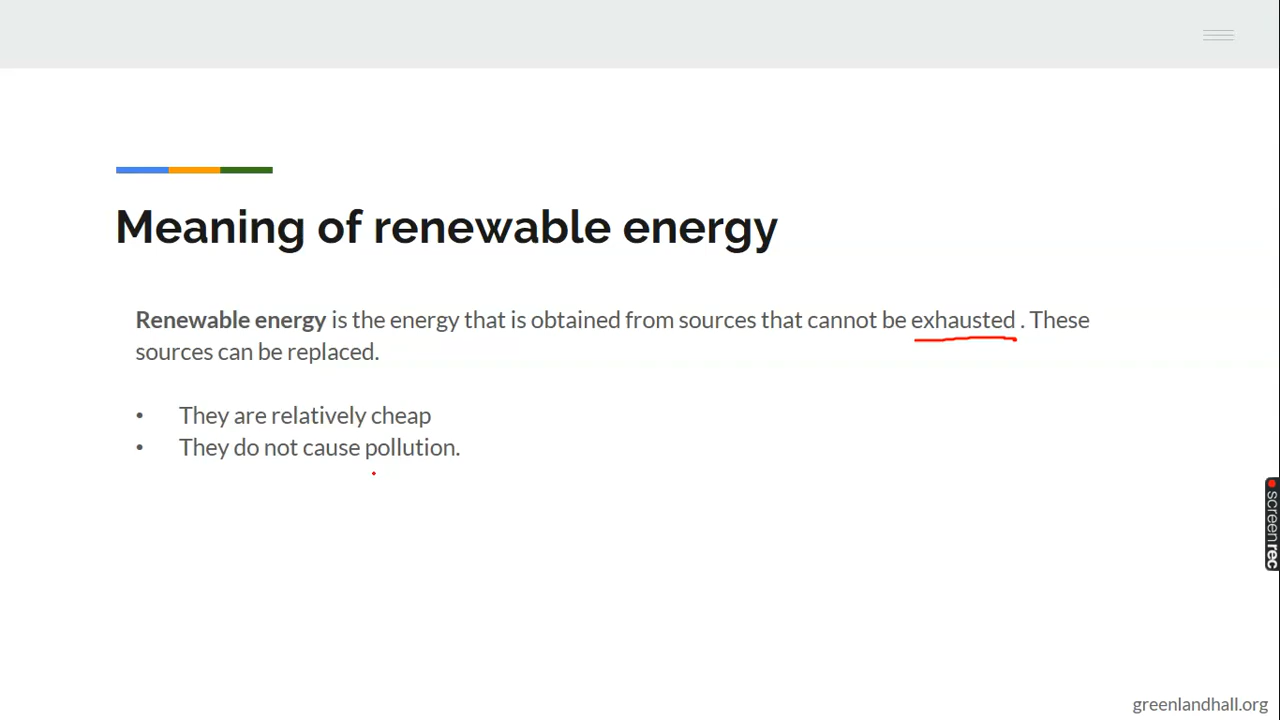 Meaning of renewable energy
Renewable energy is the energy that is obtained from sources that cannot be exhausted . These
sources can be replaced.
• They are relatively cheap
• They do not cause pollution.
screenrec
greenlandhall.org